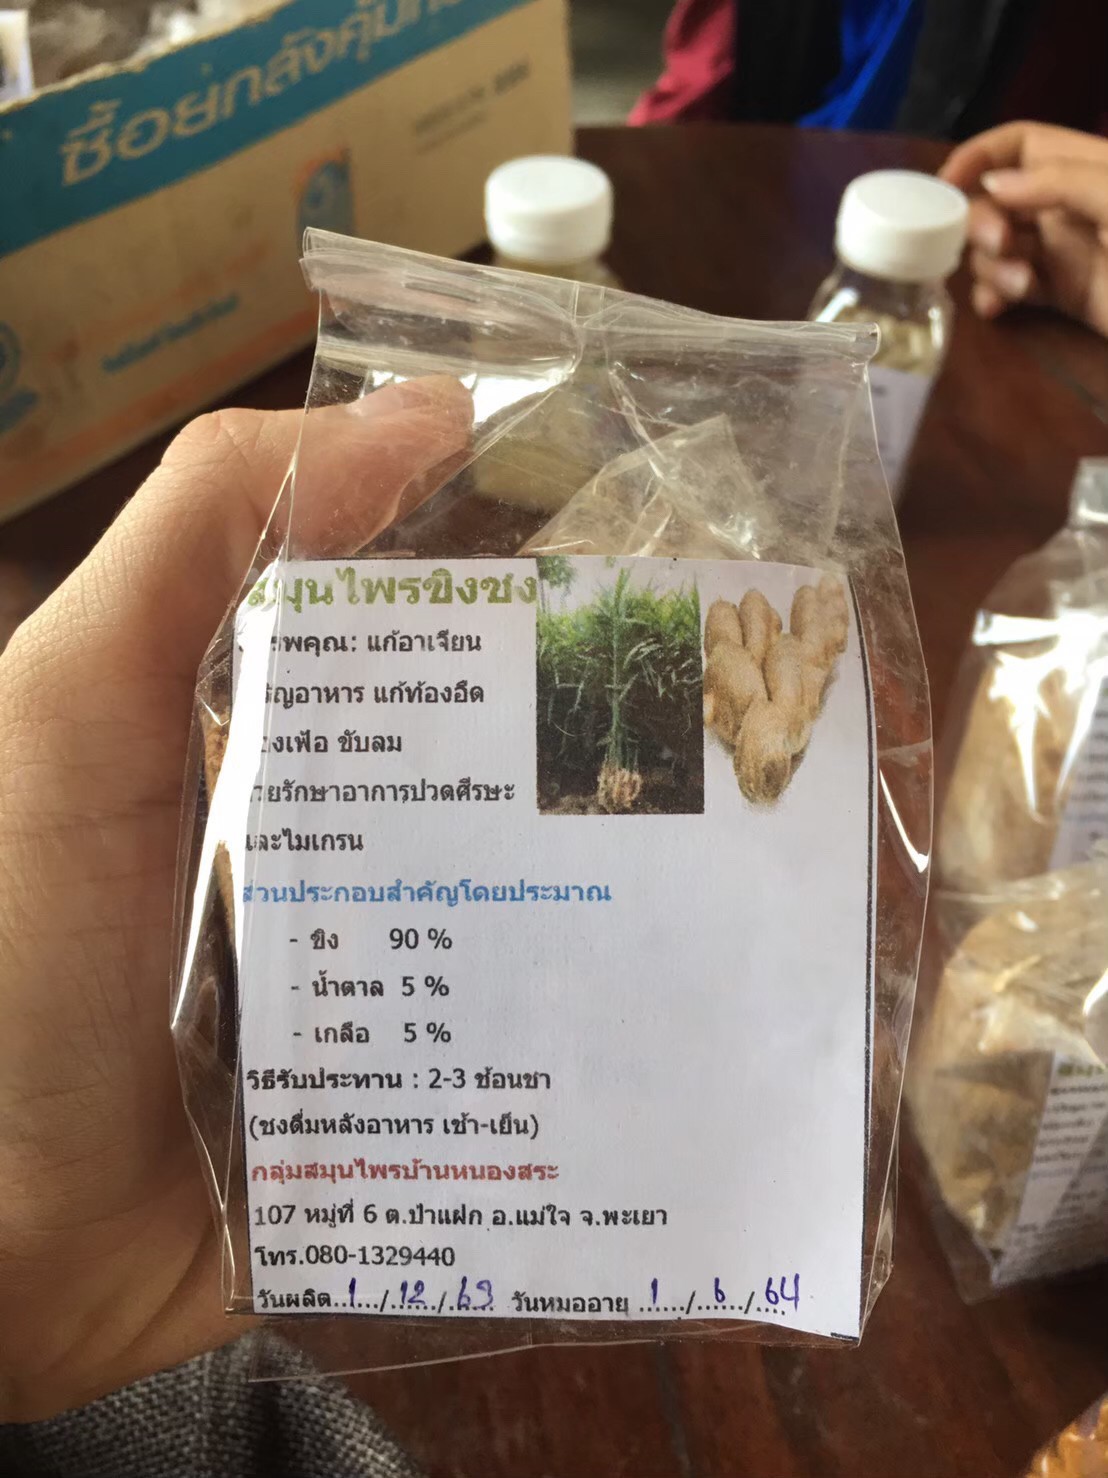 ซื้อยกลังคุ้มก
สมุนไพรขิงชง
รพคุณ: แก้อาเจียน
ริญอาหาร แก้ท้องอืด
องเฟ้อ ขับลม
วยรักษาอาการปวดศีรษะ
และไมเกรน
ส่วนประกอบสำคัญโดยประมาณ
- ขิง 90 %
- น้ำตาล 5 %
- เกลือ 5 %
วิธีรับประทาน : 2-3 ช้อนชา
(ชงดื่มหลังอาหาร เช้า-เย็น)
กลุ่มสมุนไพรบ้านหนองสระ
107 หมู่ที่ 6 ต.ป่าแฝก อ.แม่ใจ จ.พะเยา
โทร.080-1329440
วันผลิต..1.../..12../..63.. วันหมออายุ ..1.../...6.../..64